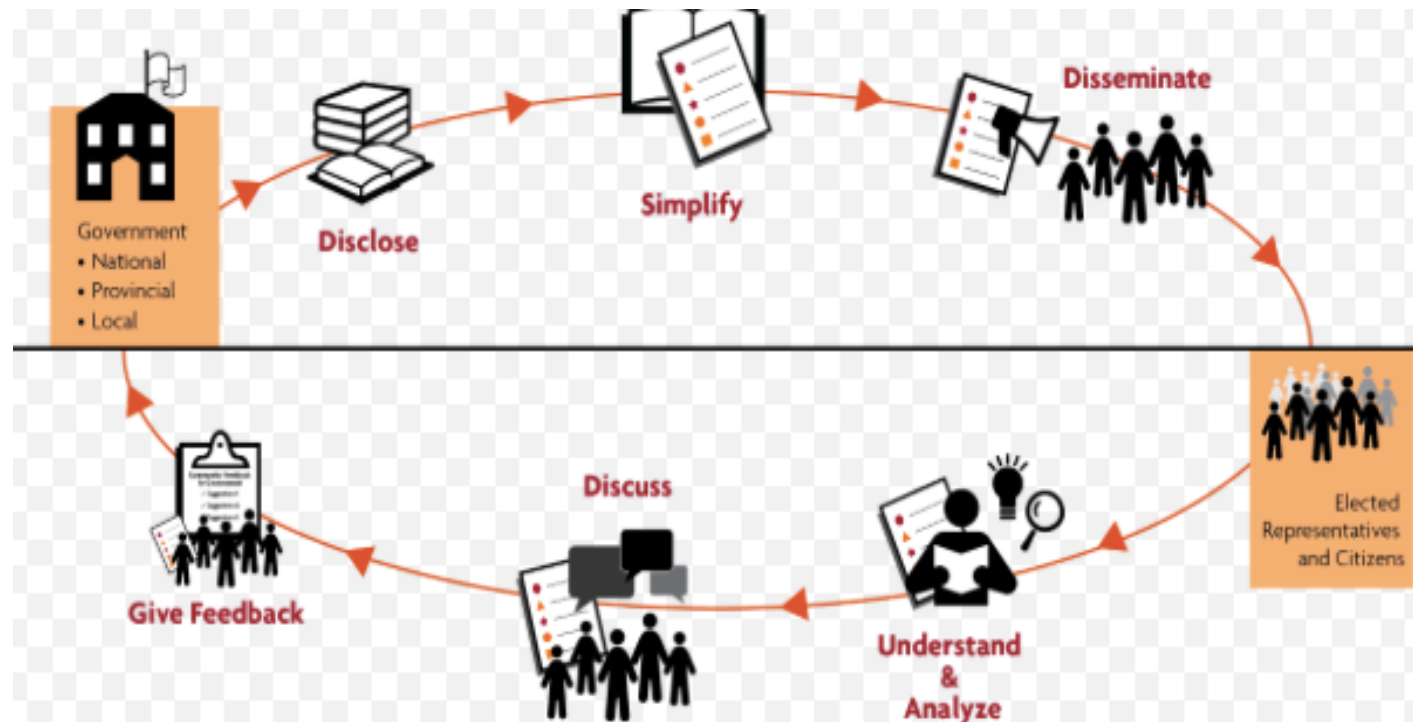 Government
• National
• Provincial
• Local
Disclose
Simplify
Disseminate
Elected
Representatives
and Citizens
Understand
&
Analyze
Discuss
Give Feedback